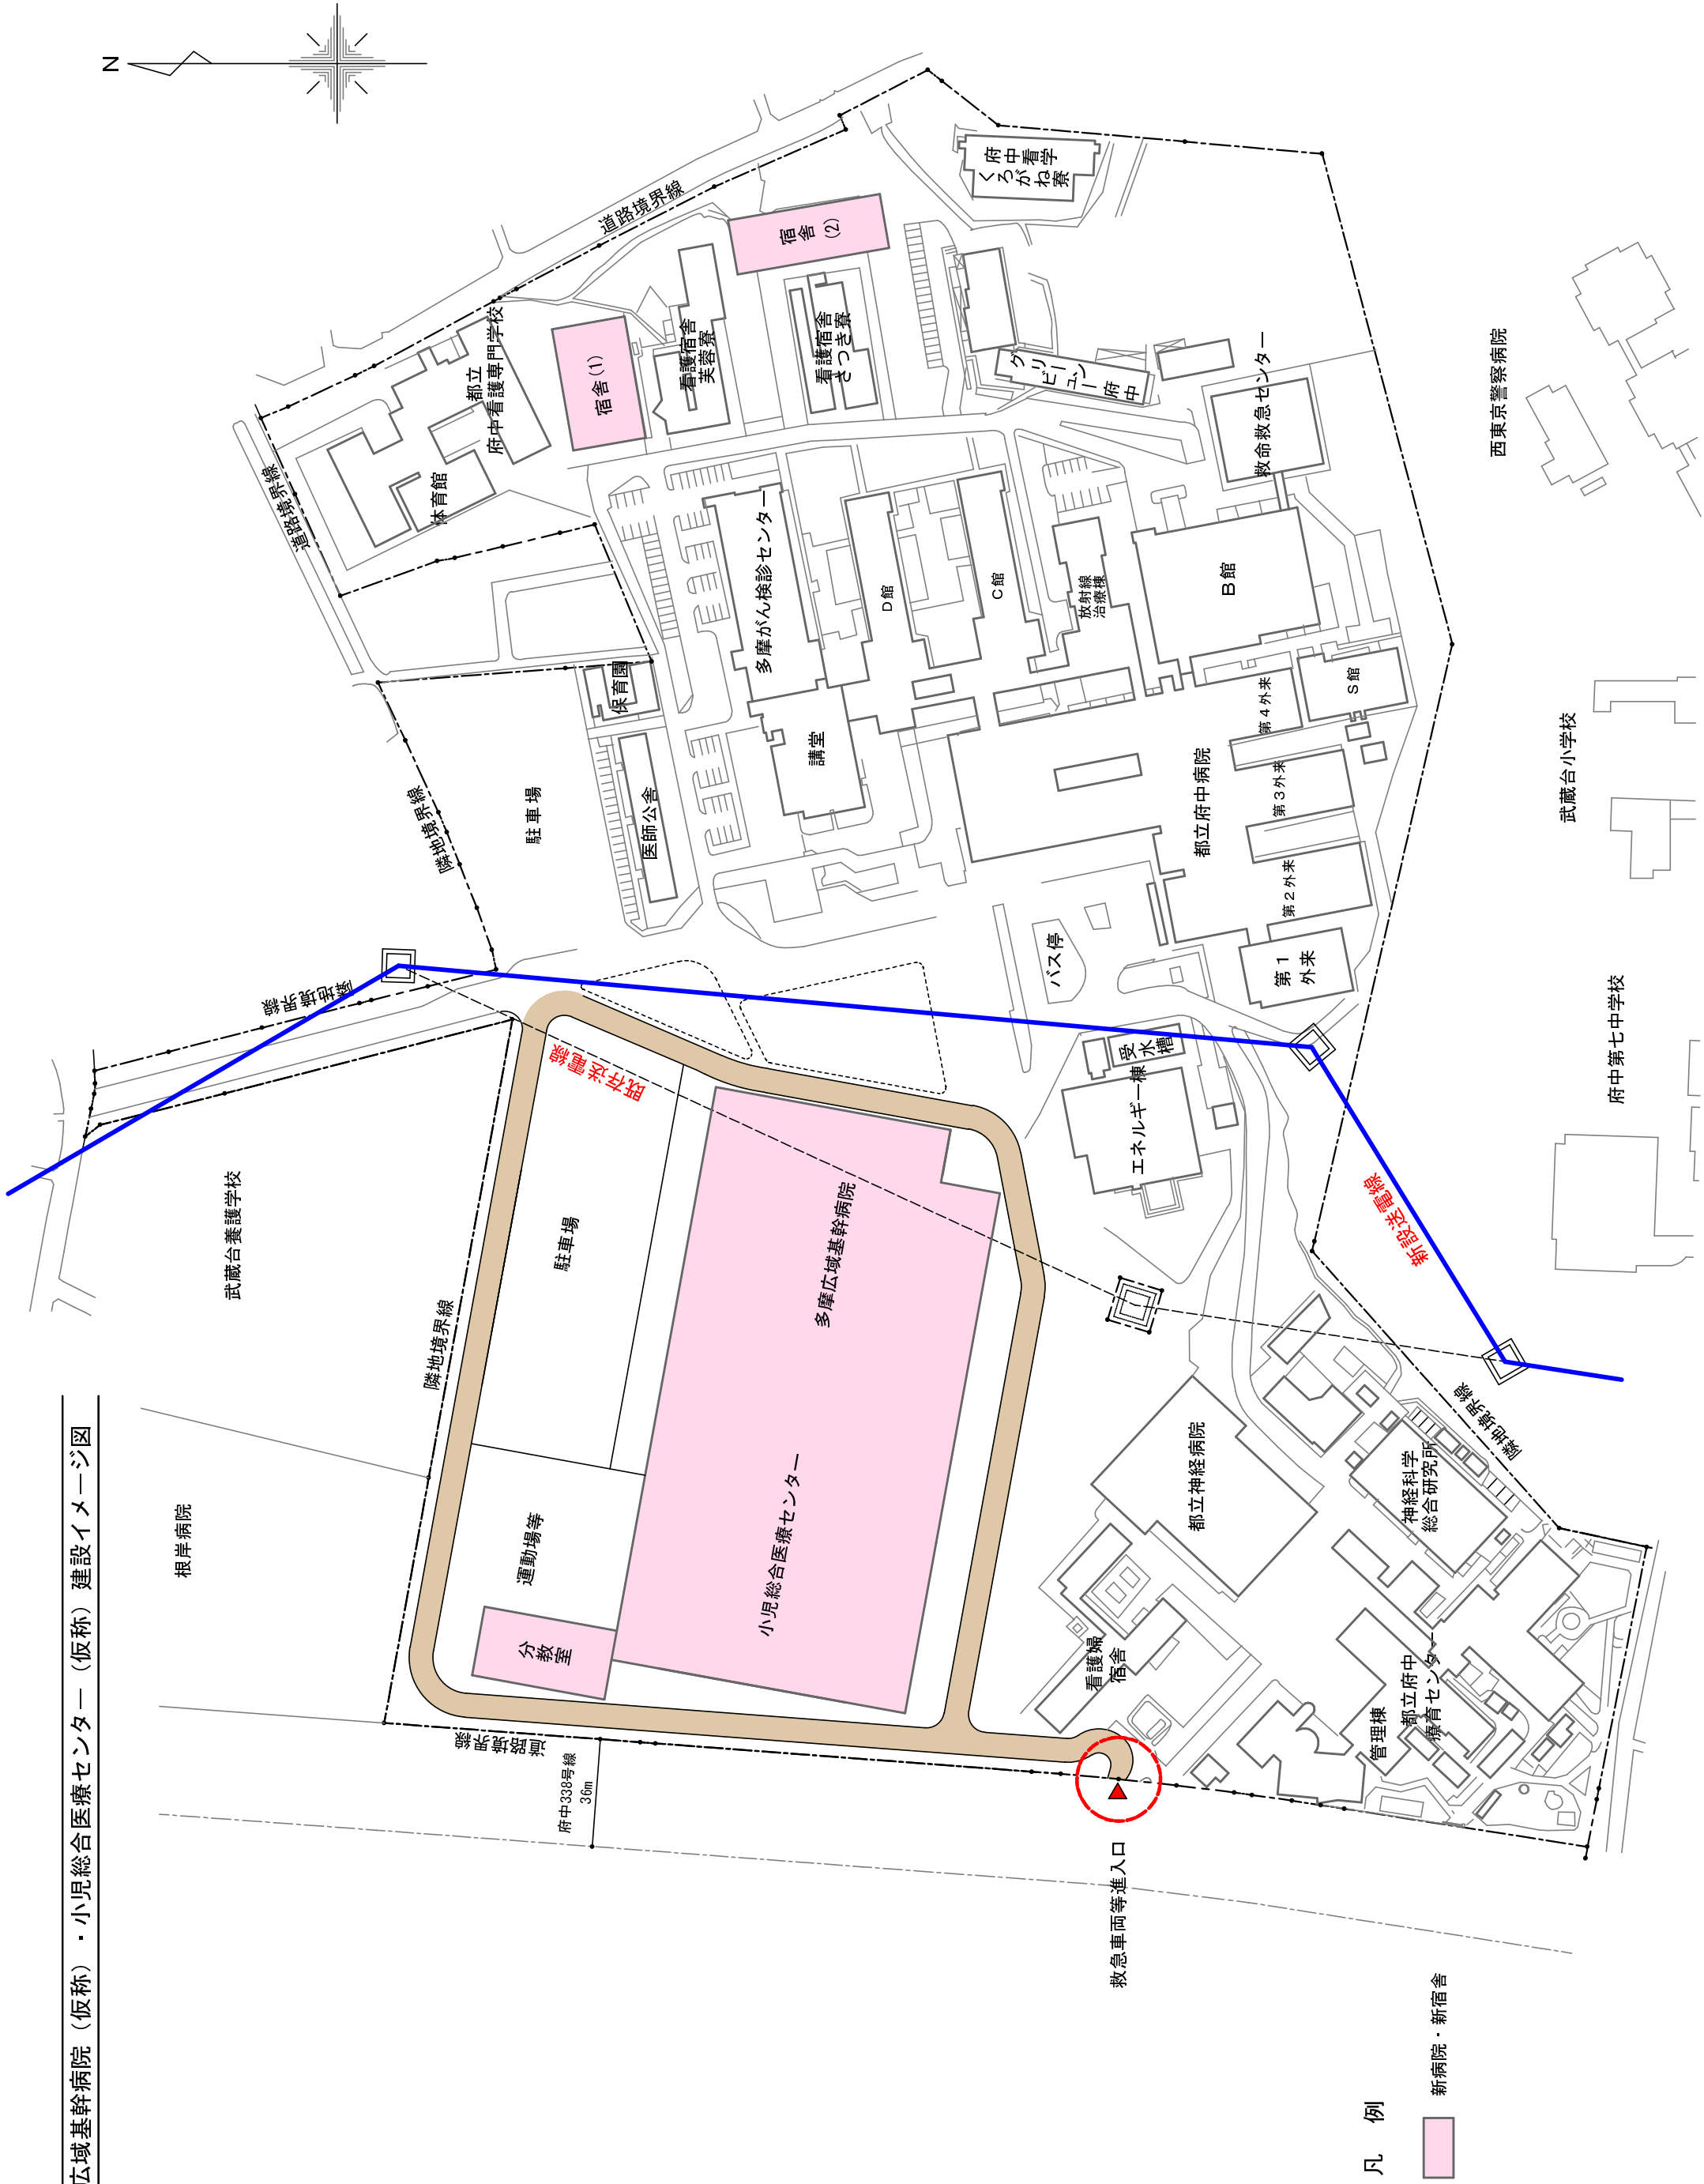 広域基幹病院（仮称）・小児総合医療センター（仮称）建設イメージ図
N
根岸病院
武蔵台養護学校
隣地境界線
隣地境界線
隣地境界線
道路境界線
道路境界線
都立
府中看護専門学校
体育館
宿舎(1)
看護宿舎
芙蓉寮
宿舎
(2)
看護宿舎
さつき寮
府中看学
くろがね寮
グリーン
ビュー
府中
救命救急センター
保育園
駐車場
医師公舎
多摩がん検診センター
講堂
D館
C館
放射線
治療棟
B館
S館
都立府中病院
第4外来
第3外来
第2外来
第1
外来
バス停
受水槽
エネルギー棟
既存送電線
新設送電線
駐車場
運動場等
分教室
多摩広域基幹病院
小児総合医療センター
道路境界線
府中338号線
36m
都立神経病院
神経科学
総合研究所
隣地境界線
看護婦
宿舎
管理棟
都立府中
療育センター
救急車両等進入口
西東京警察病院
武蔵台小学校
府中第七中学校
凡例
新病院・新宿舎